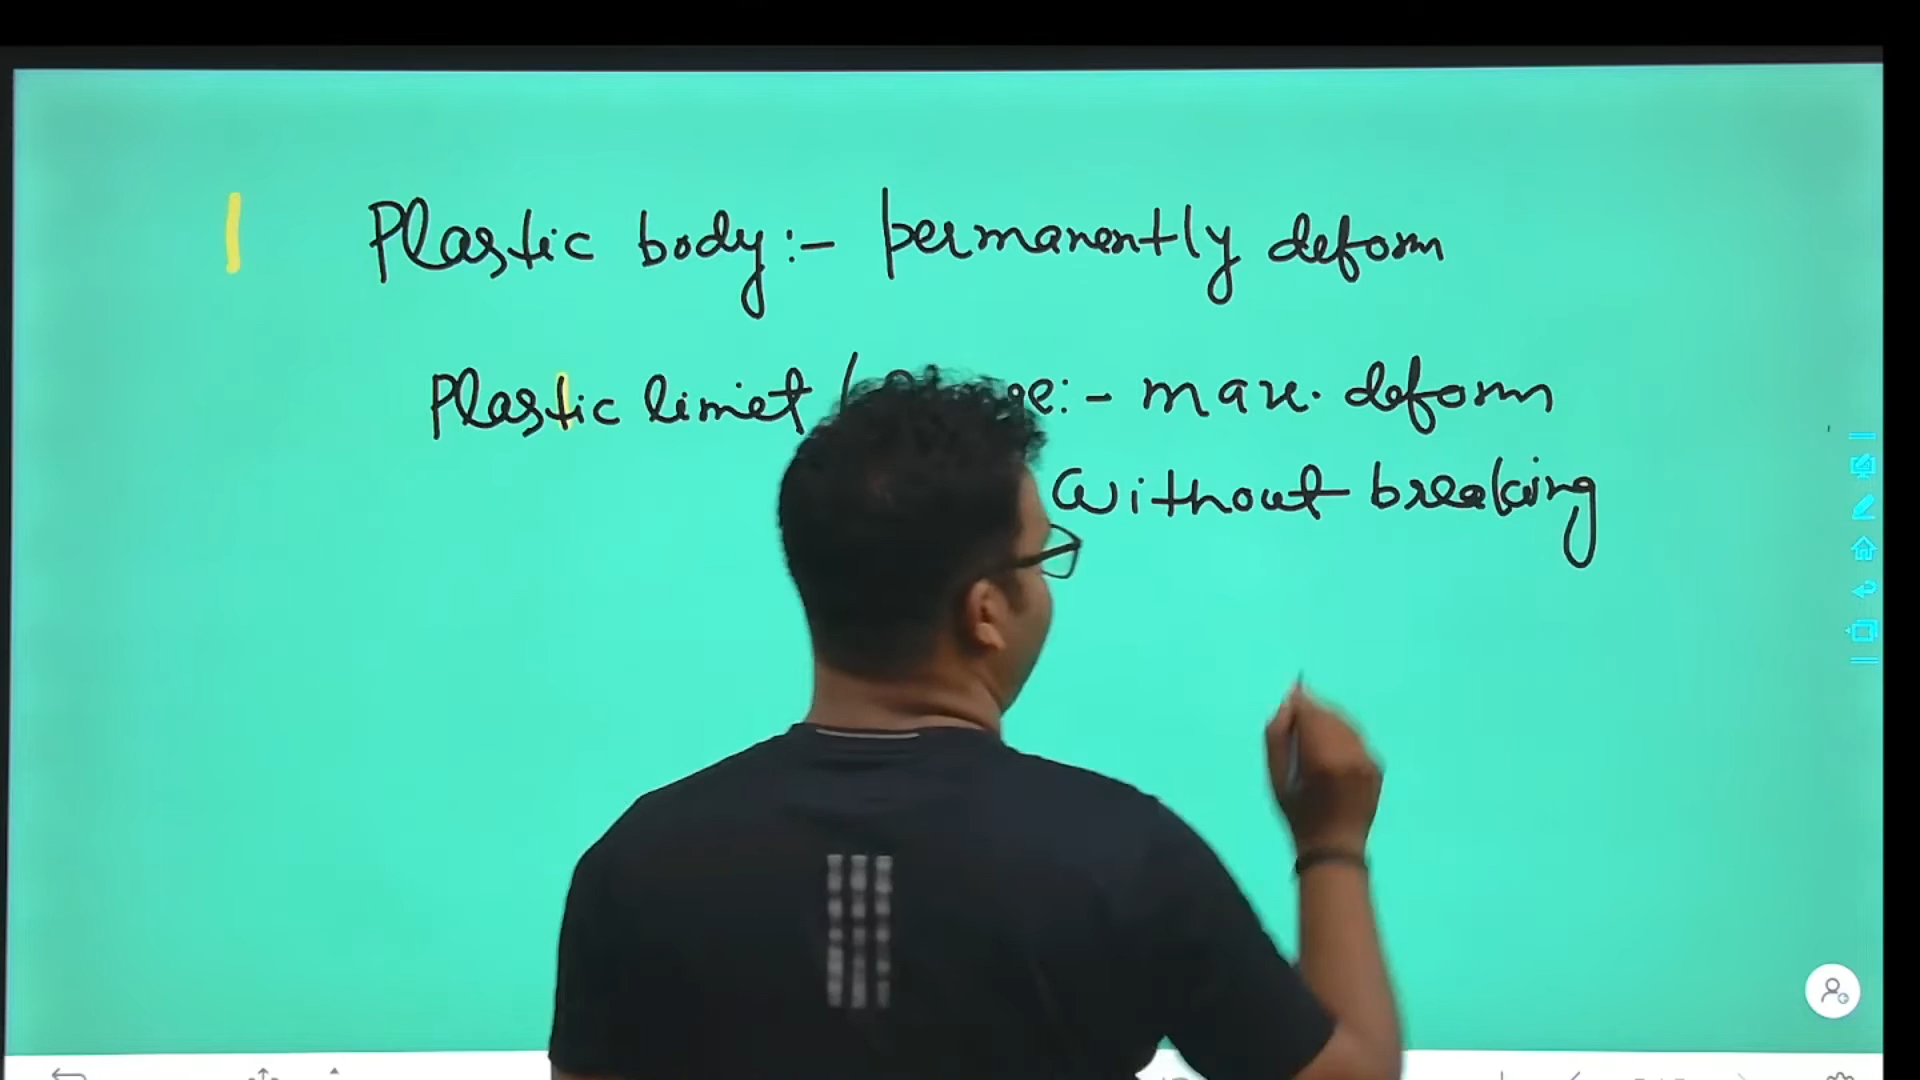 Plastic body:- permanently deform
Plastic limit / :- max. deform
without breaking